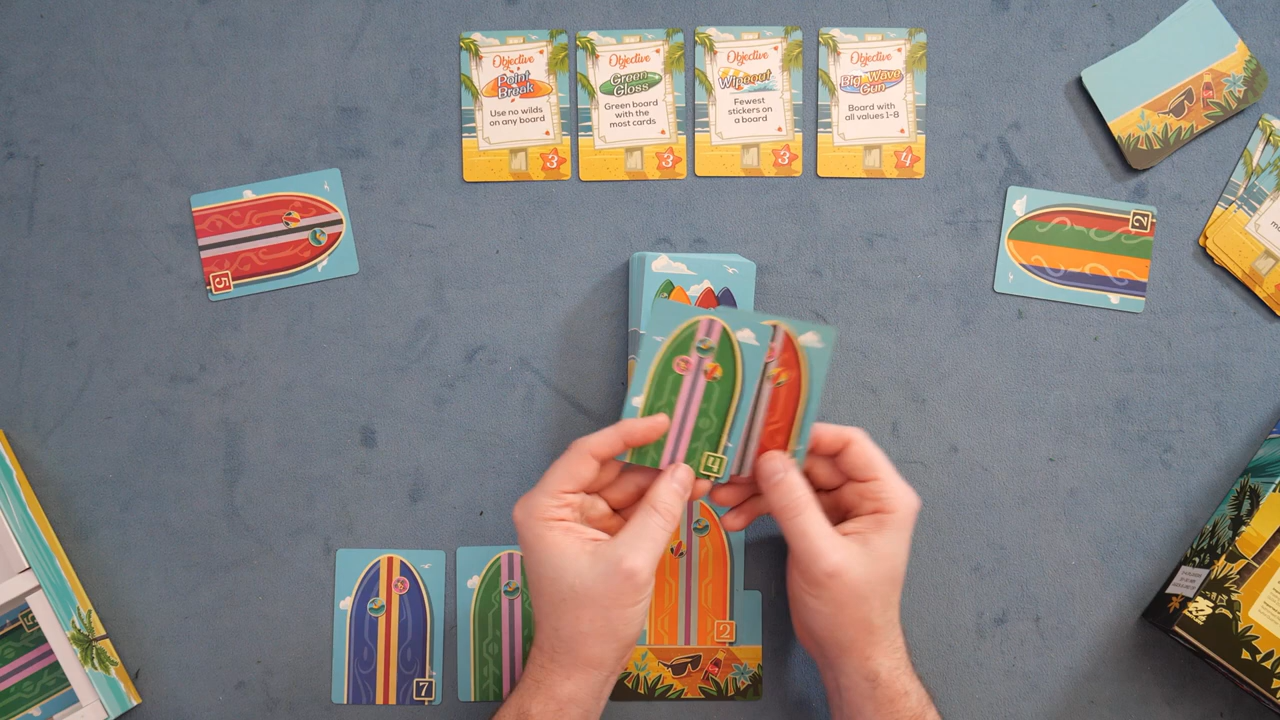 Objective
Point
Break
Use no wilds
on any board
3
Objective
Green
Gloss
Green board
with the
most cards
3
Objective
Wipeout
Fewest
stickers on
a board
3
Objective
Big Wave
Gun
Board with
all values 1-8
4
5
2
4
2
7
5